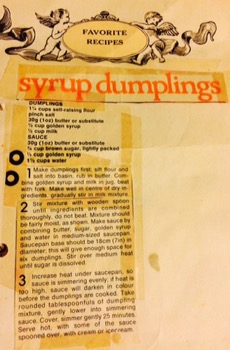 FAVORITE
RECIPES
syrup dumplings
DUMPLINGS
1¼ cups self-raising flour
pinch salt
30g (1oz) butter or substitute
⅓ cup golden syrup
⅓ cup milk
SAUCE
30g (1oz) butter or substitute
¾ cup brown sugar, lightly packed
½ cup golden syrup
1⅔ cups water
1 Make dumplings first; sift flour and
salt into basin, rub in butter. Com-
bine golden syrup and milk in jug, beat
with fork. Make well in centre of dry in-
gredients, gradually stir in milk mixture.
2 Stir mixture with wooden spoon
until ingredients are combined
thoroughly, do not beat. Mixture should
be fairly moist, as shown. Make sauce by
combining butter, sugar, golden syrup
and water in medium-sized saucepan.
Saucepan base should be 18cm (7in) in
diameter; this will give enough space for
six dumplings. Stir over medium heat
until sugar is dissolved.
3 Increase heat under saucepan, so
sauce is simmering evenly; if heat is
too high, sauce will darken in colour
before the dumplings are cooked. Take
rounded tablespoonfuls of dumpling
mixture, gently lower into simmering
sauce. Cover, simmer gently 25 minutes.
Serve hot, with some of the sauce
spooned over, with cream or icecream.